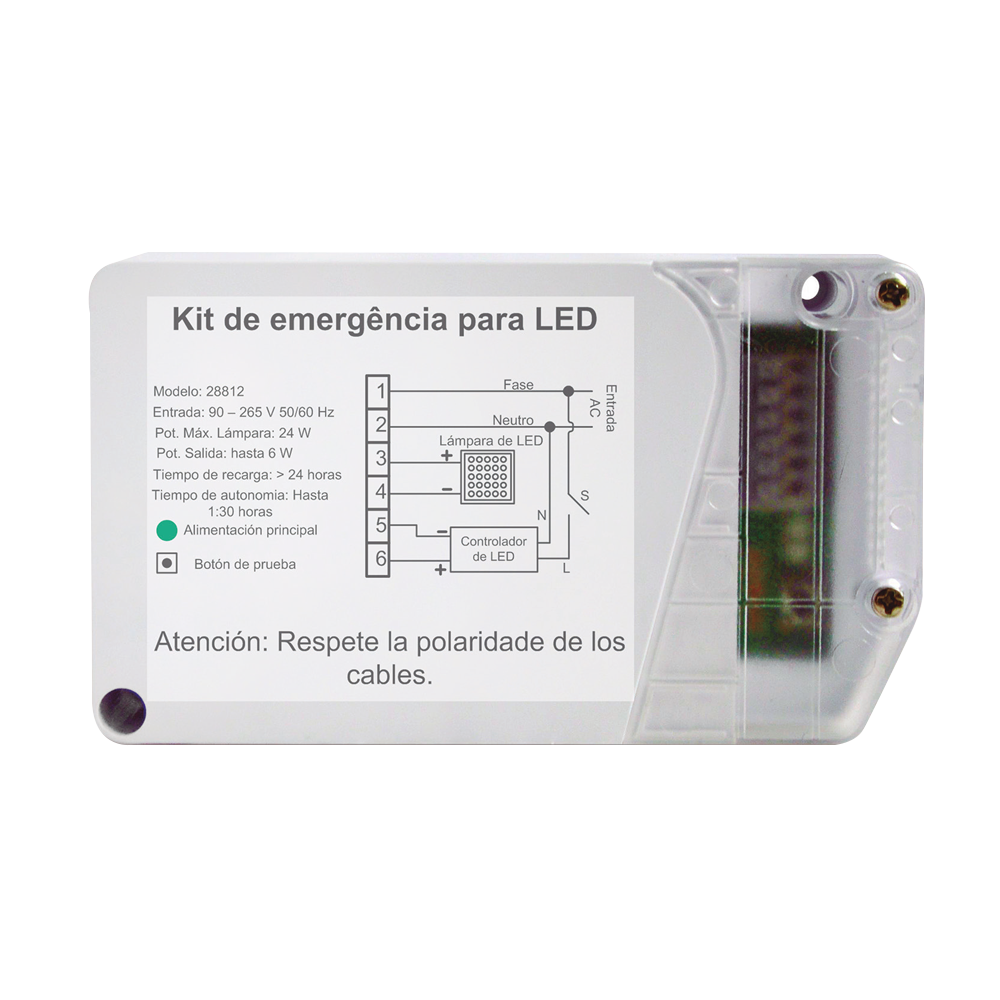 Kit de emergência para LED
Modelo: 28812
Entrada: 90 – 265 V 50/60 Hz
Pot. Máx. Lámpara: 24 W
Pot. Salida: hasta 6 W
Tiempo de recarga: > 24 horas
Tiempo de autonomia: Hasta
1:30 horas
Alimentación principal
Botón de prueba
1
2
3
4
5
6
Fase
Neutro
Entrada
AC
Lámpara de LED
+
–
S
N
L
–
+
Controlador
de LED
Atención: Respete la polaridade de los
cables.